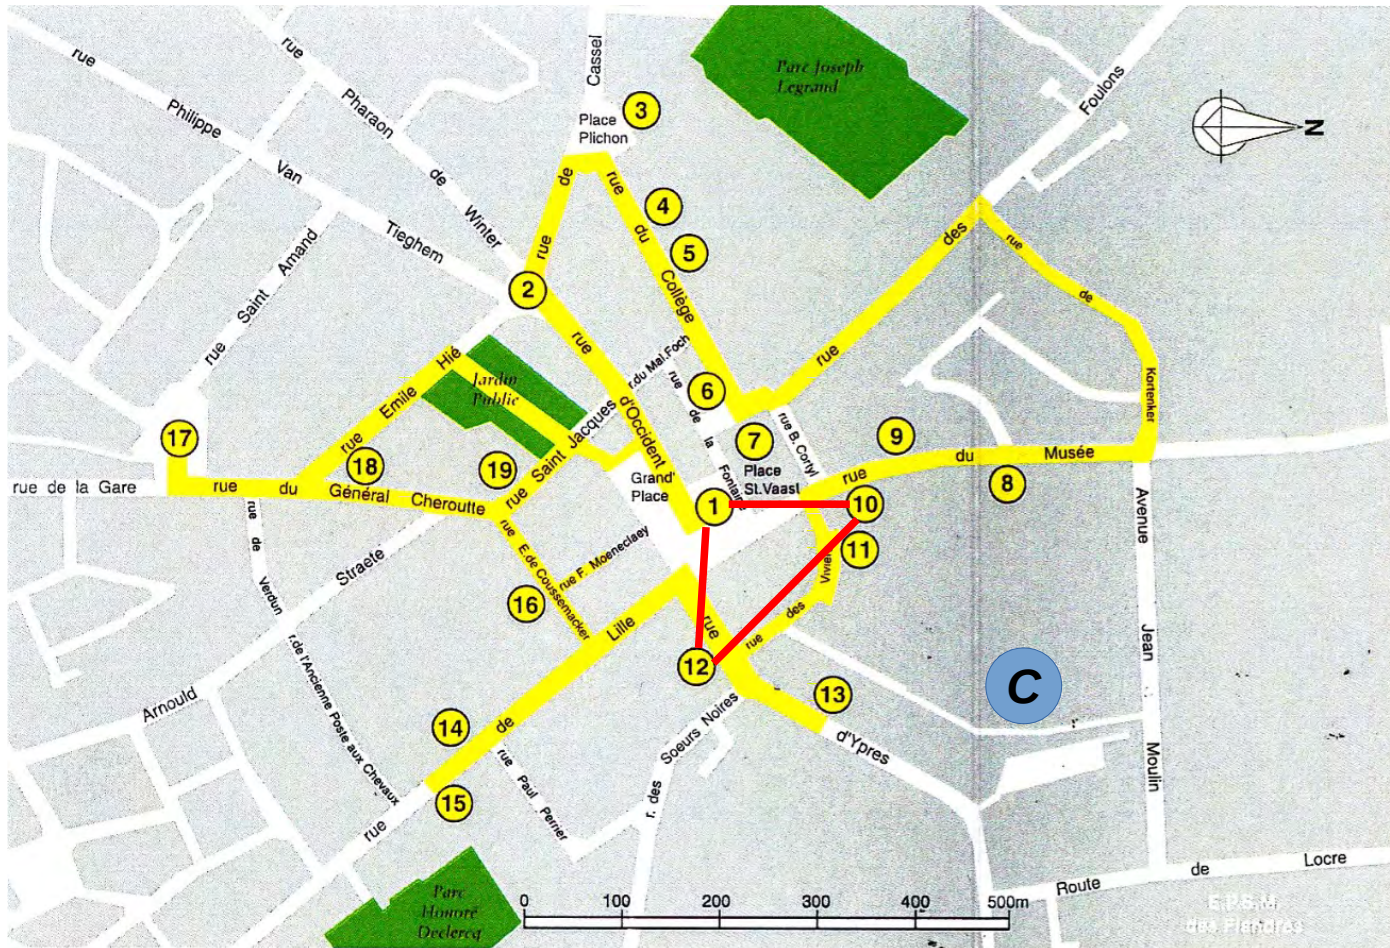 rue
Philippe
Van
Tieghem
rue
Pharaon
de
Winter
Cassel
Place
Plichon
3
Parc Joseph
Legrand
Foulons
N
de
rue
rue
du
Collège
4
5
2
rue
d'Occident
rue
Saint
Amand
rue
Emile
Hié
Jardin
Public
r.du Mal.Foch
rue
de
la
Fontaine
6
7
Place
St.Vaast
rue B. Cortyl
rue
des
rue
de
Kortenker
9
rue
du
Musée
8
17
18
19
rue
Saint
Jacques
Grand'
Place
1
10
11
rue de la Gare
rue
du
Général
Cheroutte
rue
de
Verdun
Straete
Arnould
rue
E.de Coussemacker
rue F. Moeneclaey
16
r.de l'Ancienne Poste aux Chevaux
rue
des
12
rue
13
d'Ypres
C
Avenue
Jean
Moulin
14
15
rue
de
Lille
rue
Paul
Perrier
r. des
Soeurs
Noires
Parc
Honoré
Declercq
0
100
200
300
400
500m
Route
de
Locre
E.P.S.M.
des Flandres